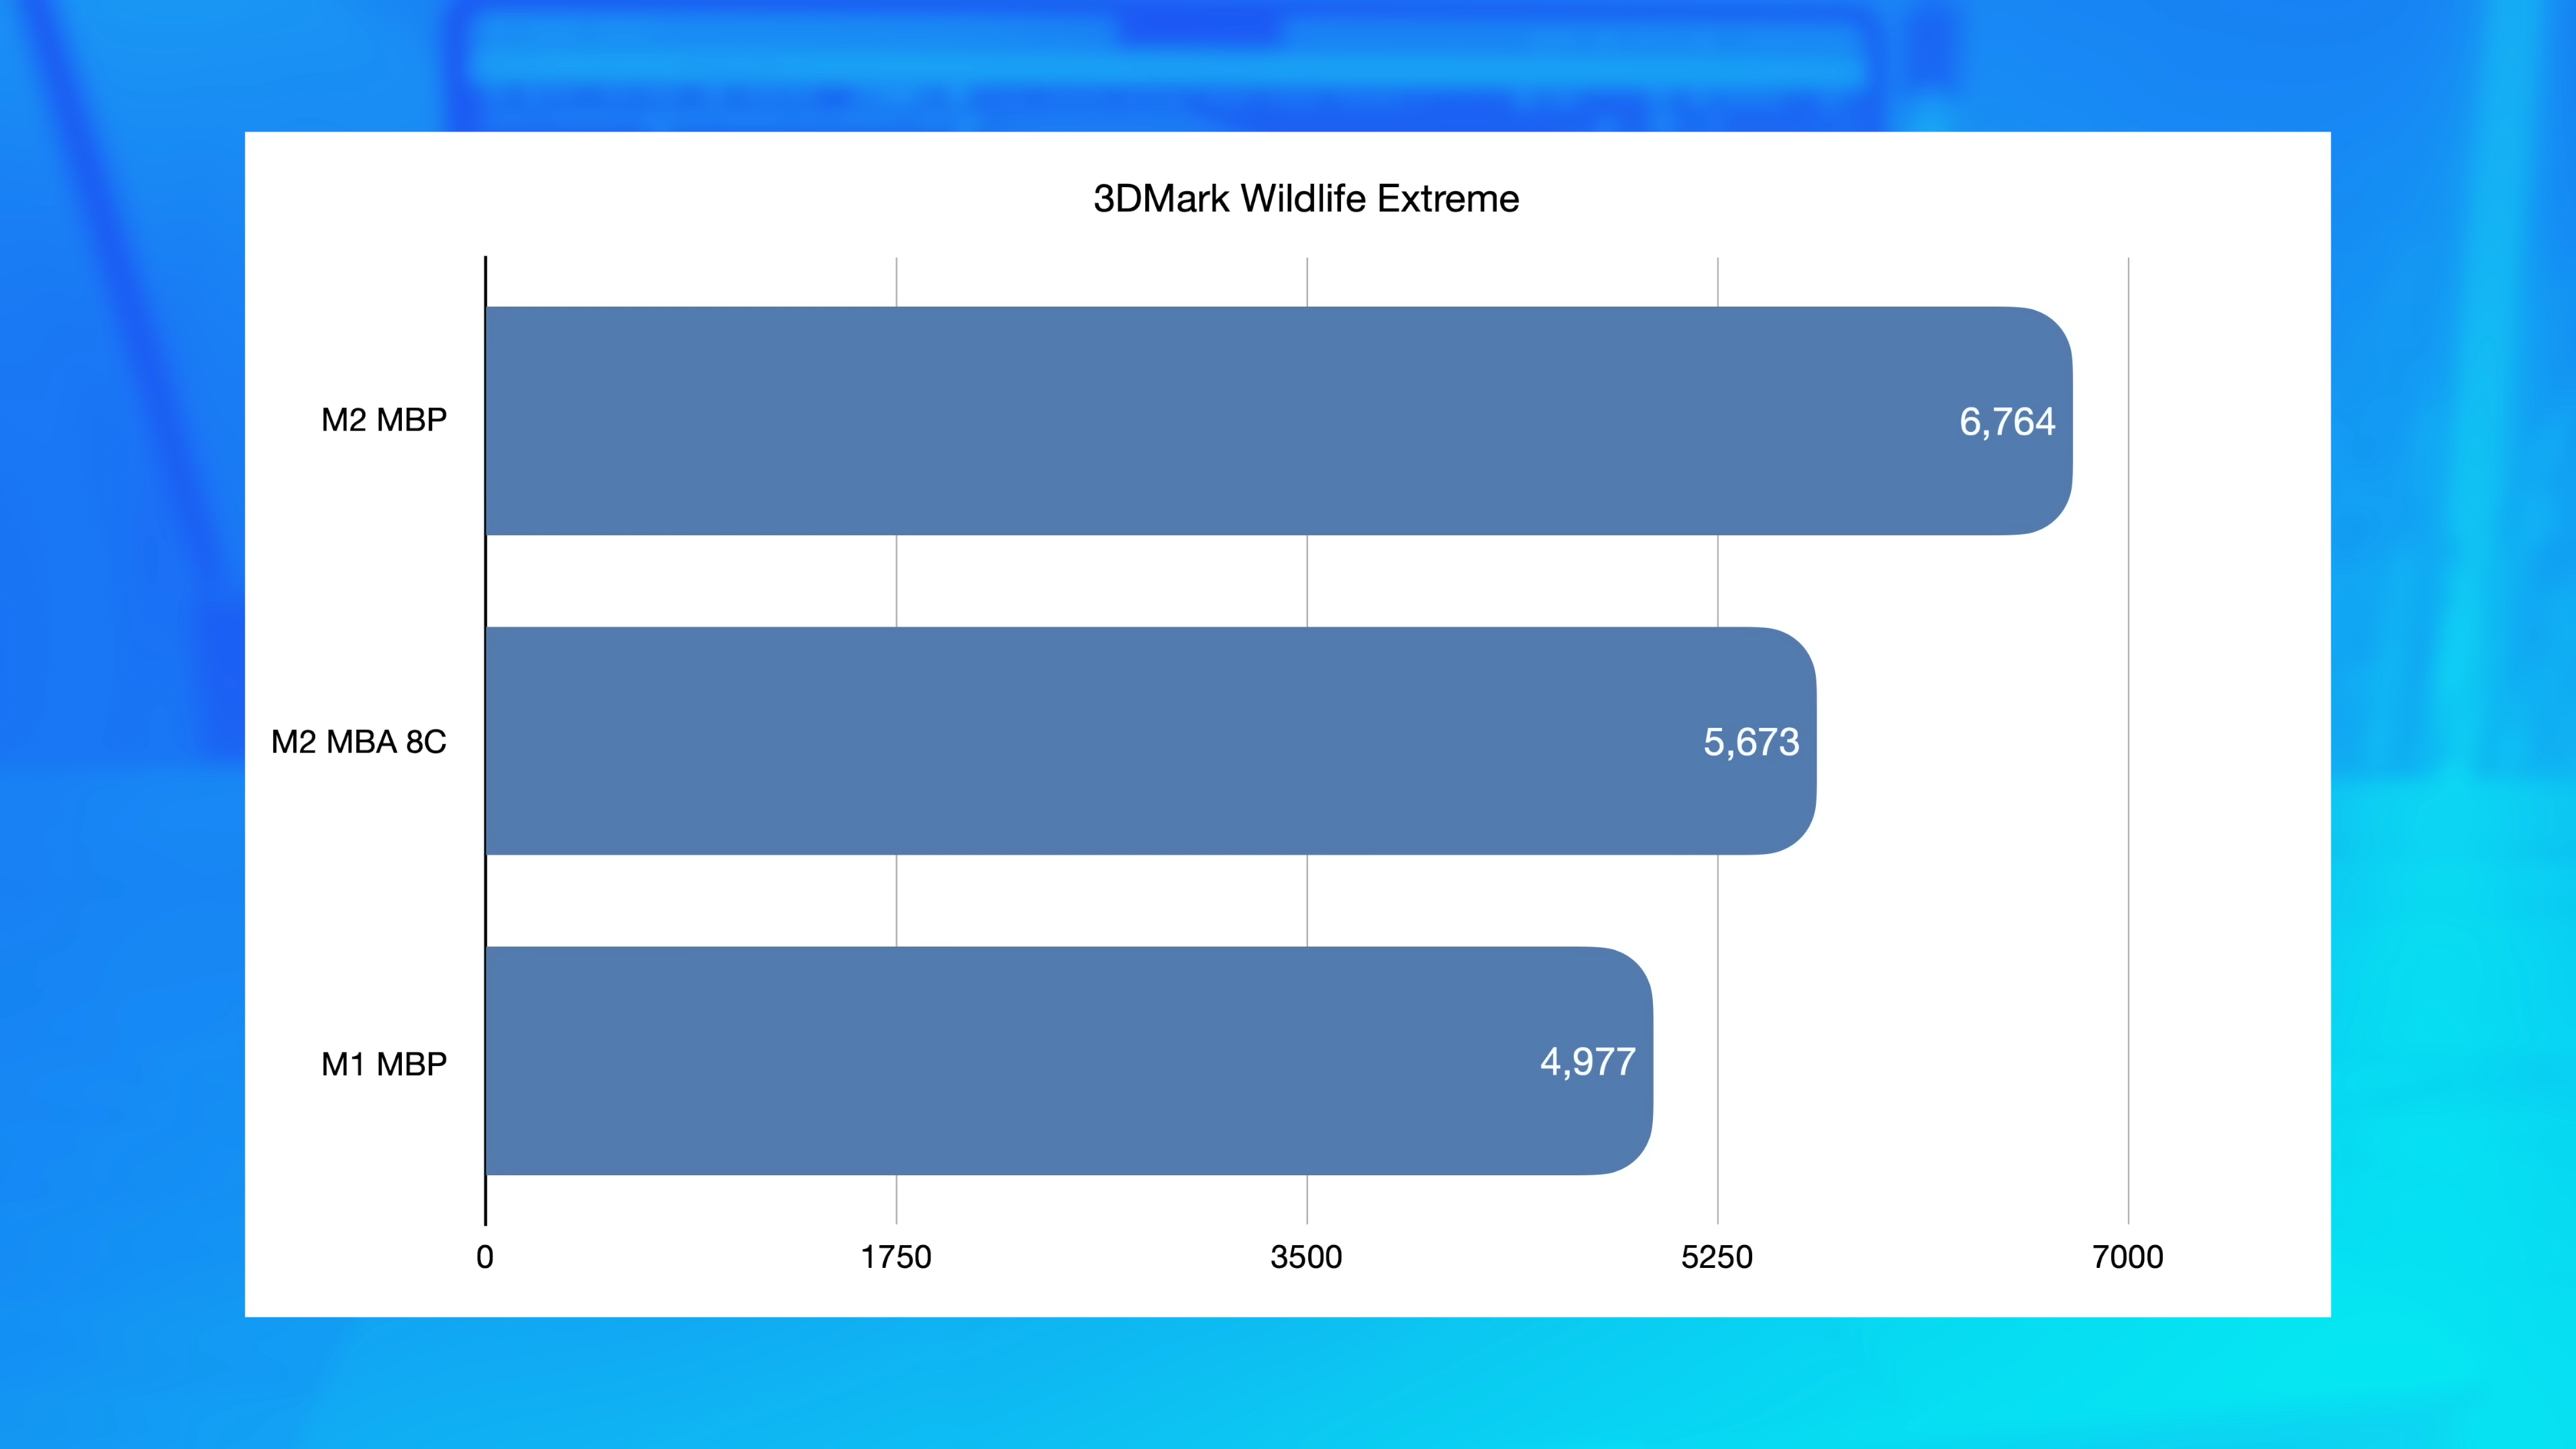 3DMark Wildlife Extreme
M2 MBP
6,764
M2 MBA 8C
5,673
M1 MBP
4,977
0 1750 3500 5250 7000